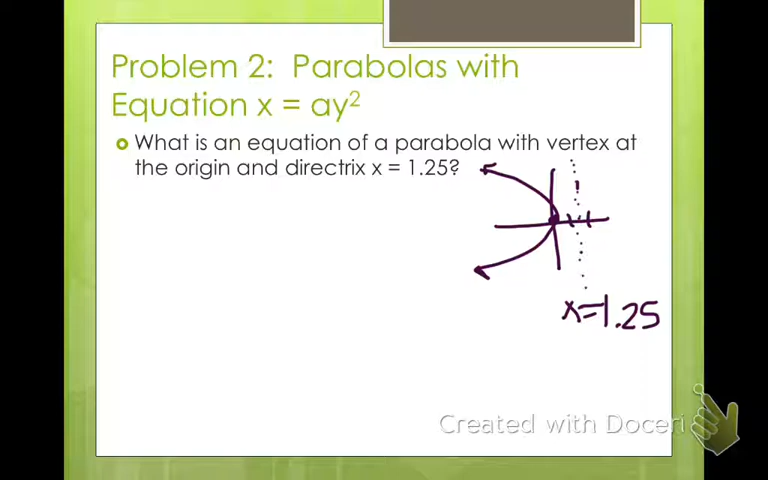 Problem 2: Parabolas with
Equation x = ay²
What is an equation of a parabola with vertex at
the origin and directrix x = 1.25?
x=1.25
Created with Doceri